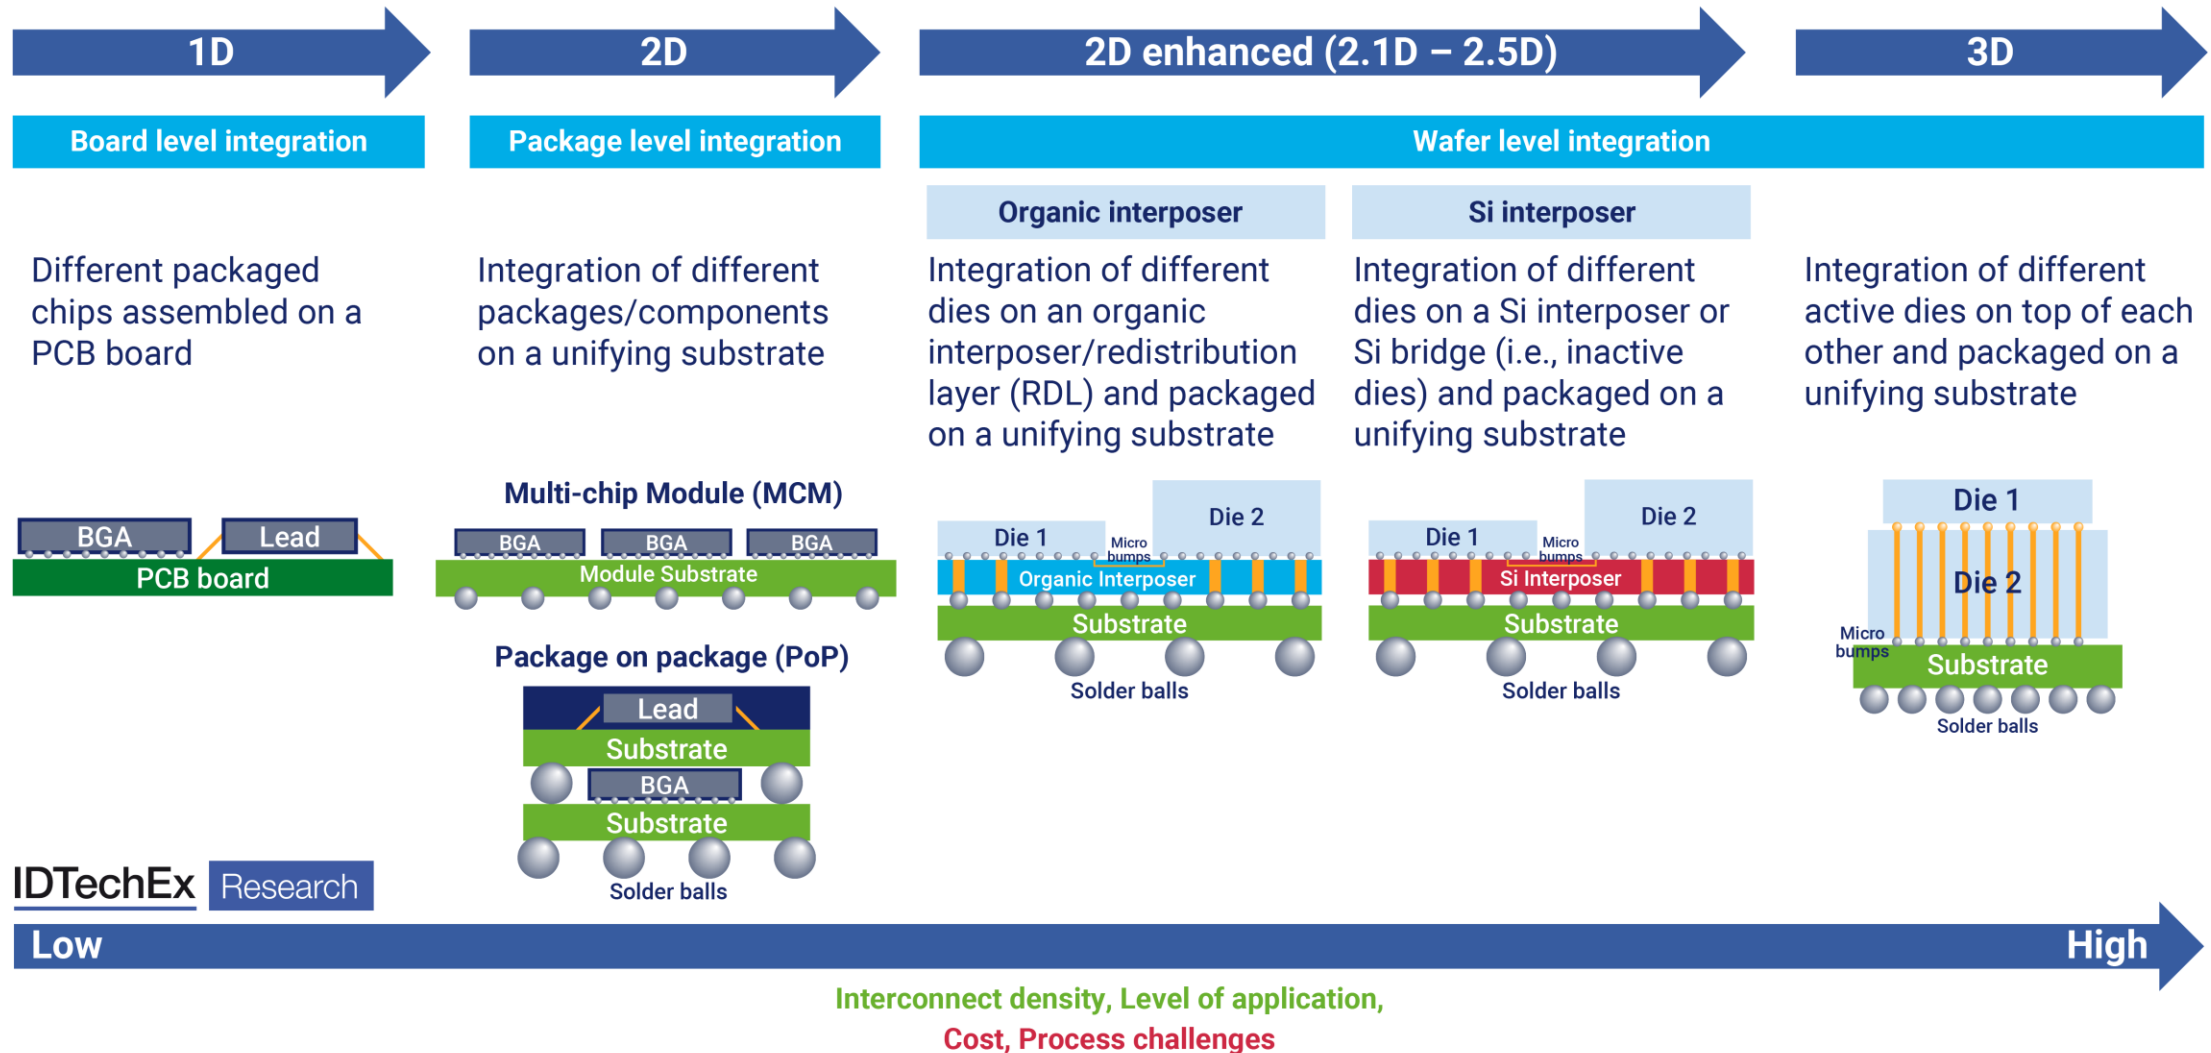 1D
2D
2D enhanced (2.1D – 2.5D)
3D
Board level integration
Package level integration
Wafer level integration
Organic interposer
Si interposer
Different packaged
chips assembled on a
PCB board
Integration of different
packages/components
on a unifying substrate
Integration of different
dies on an organic
interposer/redistribution
layer (RDL) and packaged
on a unifying substrate
Integration of different
dies on a Si interposer or
Si bridge (i.e., inactive
dies) and packaged on a
unifying substrate
Integration of different
active dies on top of each
other and packaged on a
unifying substrate
BGA
Lead
PCB board
Multi-chip Module (MCM)
BGA
BGA
BGA
Module Substrate
Package on package (PoP)
Lead
Substrate
BGA
Substrate
Solder balls
Die 1
Micro
bumps
Die 2
Organic Interposer
Substrate
Solder balls
Die 1
Micro
bumps
Die 2
Si Interposer
Substrate
Solder balls
Die 1
Die 2
Micro
bumps
Substrate
Solder balls
IDTechEx Research
Low
High
Interconnect density, Level of application,
Cost, Process challenges